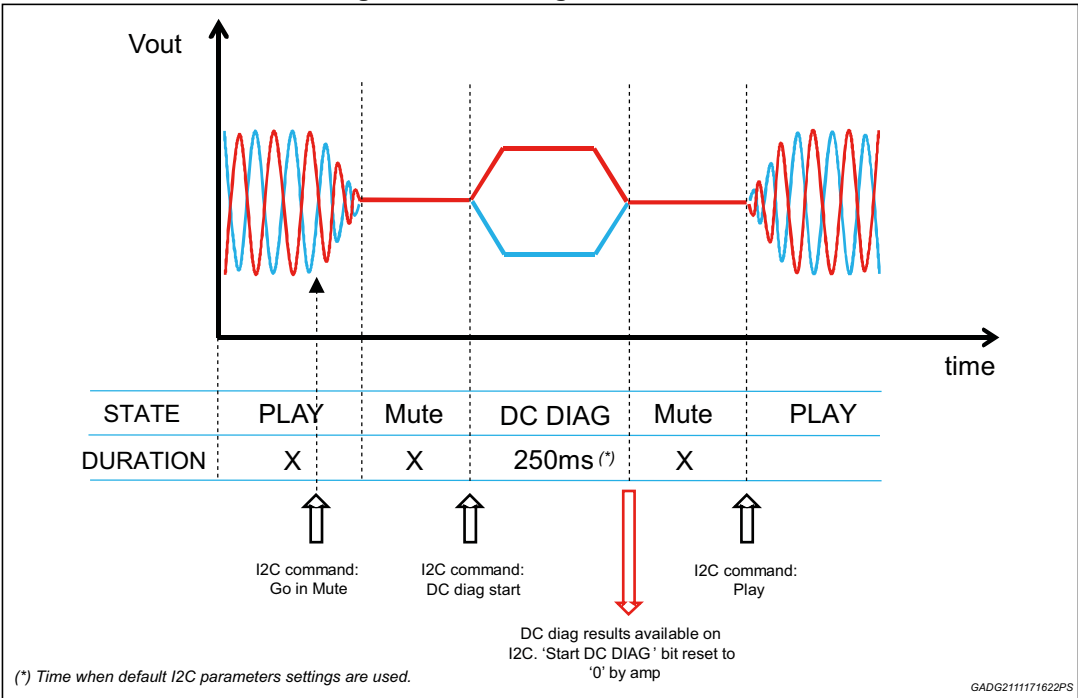 Vout
time
STATE PLAY Mute DC DIAG Mute PLAY
DURATION X X 250ms (*) X
I2C command:
Go in Mute
I2C command:
DC diag start
I2C command:
Play
DC diag results available on
I2C. ‘Start DC DIAG’ bit reset to
‘0’ by amp
(*) Time when default I2C parameters settings are used.
GADG2111171622PS